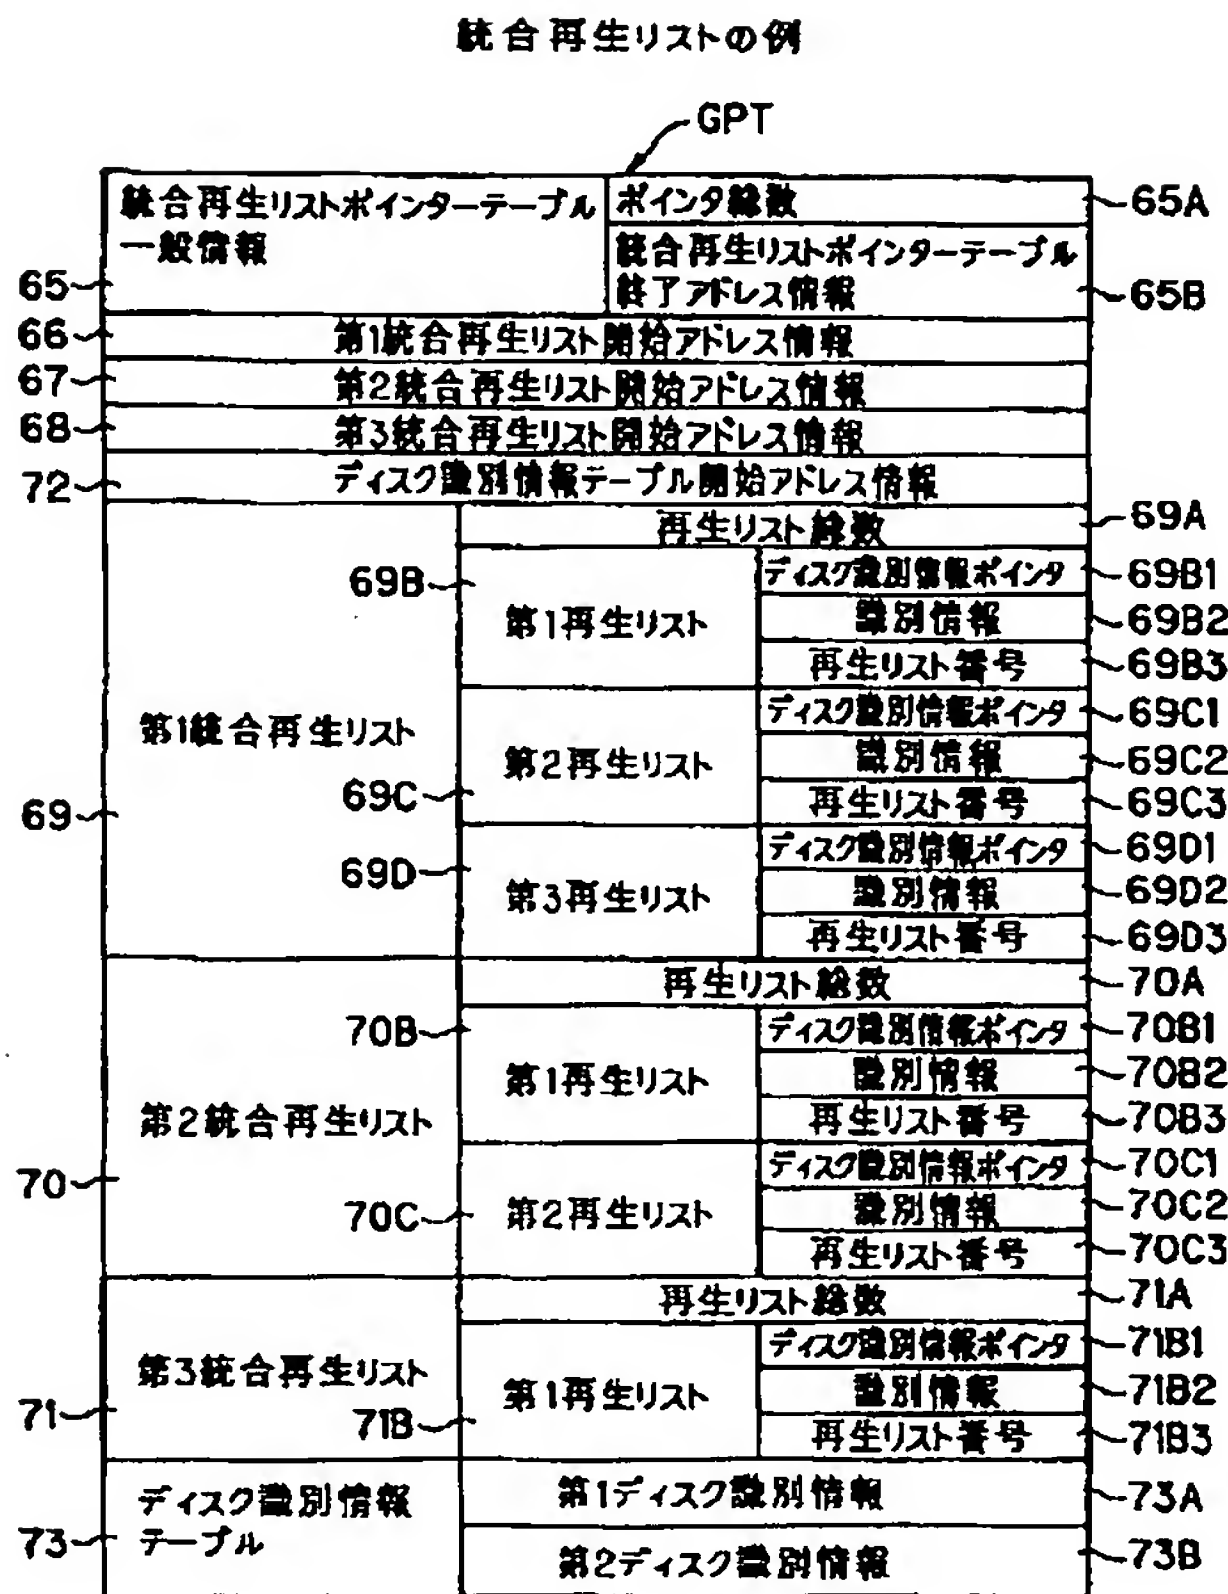 統合再生リストの例
GPT
統合再生リストポインターテーブル
一般情報
65
ポインタ総数
65A
統合再生リストポインターテーブル
終了アドレス情報
65B
66
第1統合再生リスト開始アドレス情報
67
第2統合再生リスト開始アドレス情報
68
第3統合再生リスト開始アドレス情報
72
ディスク識別情報テーブル開始アドレス情報
再生リスト総数
69A
69B
第1再生リスト
ディスク識別情報ポインタ
69B1
識別情報
69B2
再生リスト番号
69B3
第1統合再生リスト
69
第2再生リスト
69C
ディスク識別情報ポインタ
69C1
識別情報
69C2
再生リスト番号
69C3
69D
第3再生リスト
ディスク識別情報ポインタ
69D1
識別情報
69D2
再生リスト番号
69D3
第2統合再生リスト
70
再生リスト総数
70A
70B
第1再生リスト
ディスク識別情報ポインタ
70B1
識別情報
70B2
再生リスト番号
70B3
70C
第2再生リスト
ディスク識別情報ポインタ
70C1
識別情報
70C2
再生リスト番号
70C3
第3統合再生リスト
71
再生リスト総数
71A
71B
第1再生リスト
ディスク識別情報ポインタ
71B1
識別情報
71B2
再生リスト番号
71B3
ディスク識別情報
テーブル
73
第1ディスク識別情報
73A
第2ディスク識別情報
73B